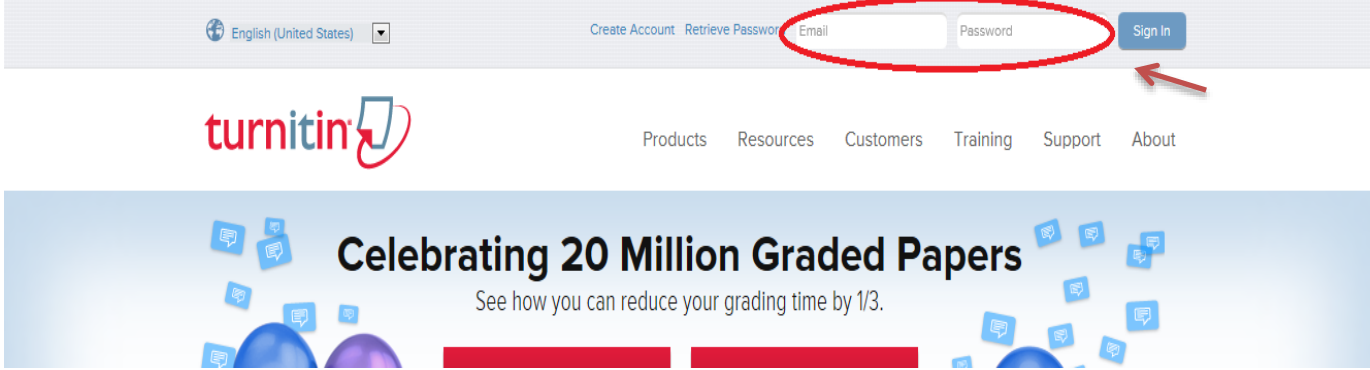 English (United States)
Create Account Retrieve Password Email Password Sign In
turnitin
Products Resources Customers Training Support About
Celebrating 20 Million Graded Papers
See how you can reduce your grading time by 1/3.